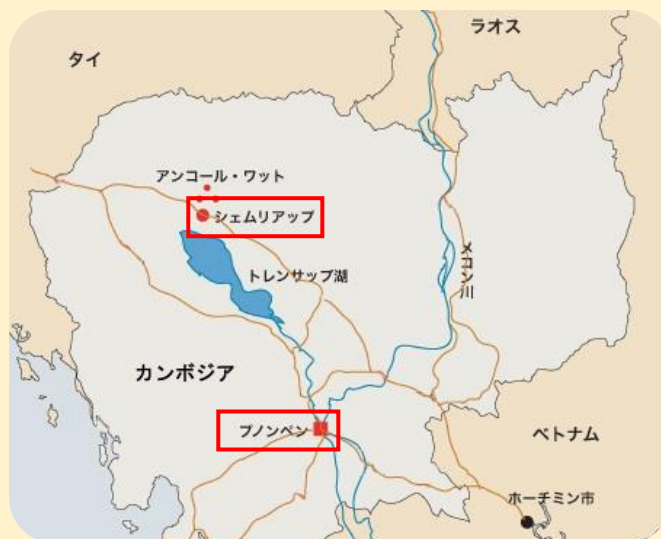 ラオス
タイ
アンコール・ワット
シェムリアップ
トレンサップ湖
メコン川
カンボジア
プノンペン
ベトナム
ホーチミン市